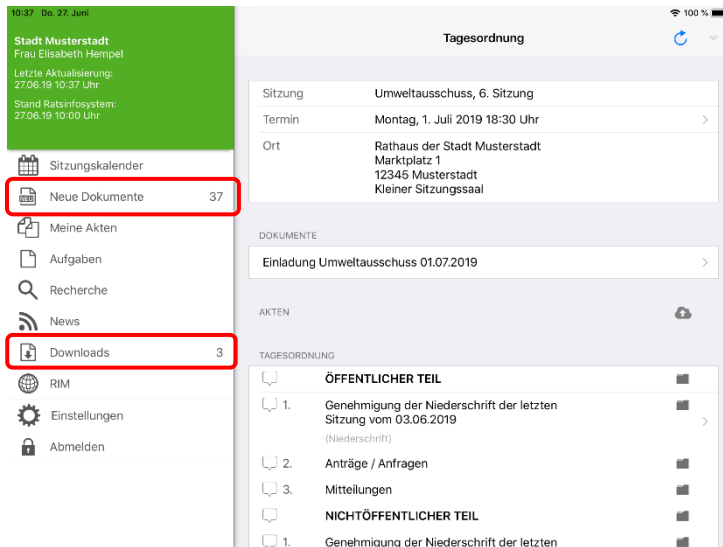 10:37 Do. 27. Juni
100 %
Stadt Musterstadt
Frau Elisabeth Hempel
Letzte Aktualisierung:
27.06.19 10:37 Uhr
Stand Ratsinfosystem:
27.06.19 10:00 Uhr
Sitzungskalender
NEU
Neue Dokumente 37
Meine Akten
Aufgaben
Recherche
News
Downloads 3
RIM
Einstellungen
Abmelden
Tagesordnung
Sitzung Umweltausschuss, 6. Sitzung
Termin Montag, 1. Juli 2019 18:30 Uhr
Ort Rathaus der Stadt Musterstadt
Marktplatz 1
12345 Musterstadt
Kleiner Sitzungssaal
DOKUMENTE
Einladung Umweltausschuss 01.07.2019
AKTEN
TAGESORDNUNG
ÖFFENTLICHER TEIL
1. Genehmigung der Niederschrift der letzten
Sitzung vom 03.06.2019
(Niederschrift)
2. Anträge / Anfragen
3. Mitteilungen
NICHTÖFFENTLICHER TEIL
1. Genehmigung der Niederschrift der letzten